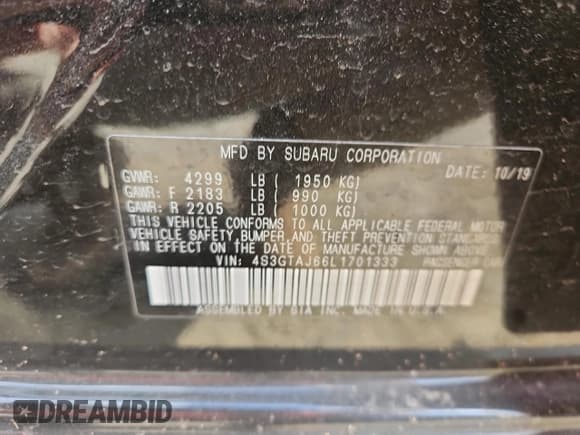 MFD BY SUBARU CORPORATION
DATE: 10/19
GVWR: 4299 LB ( 1950 KG)
GAWR: F 2183 LB ( 990 KG)
GAWR: R 2205 LB ( 1000 KG)
THIS VEHICLE CONFORMS TO ALL APPLICABLE FEDERAL MOTOR
VEHICLE SAFETY, BUMPER, AND THEFT PREVENTION STANDARDS
IN EFFECT ON THE DATE OF MANUFACTURE SHOWN ABOVE.
VIN: 4S3GTAJ66L1701333 PASSENGER CAR
ASSEMBLED BY SIA INC. MADE IN U.S.A.
DREAMBID